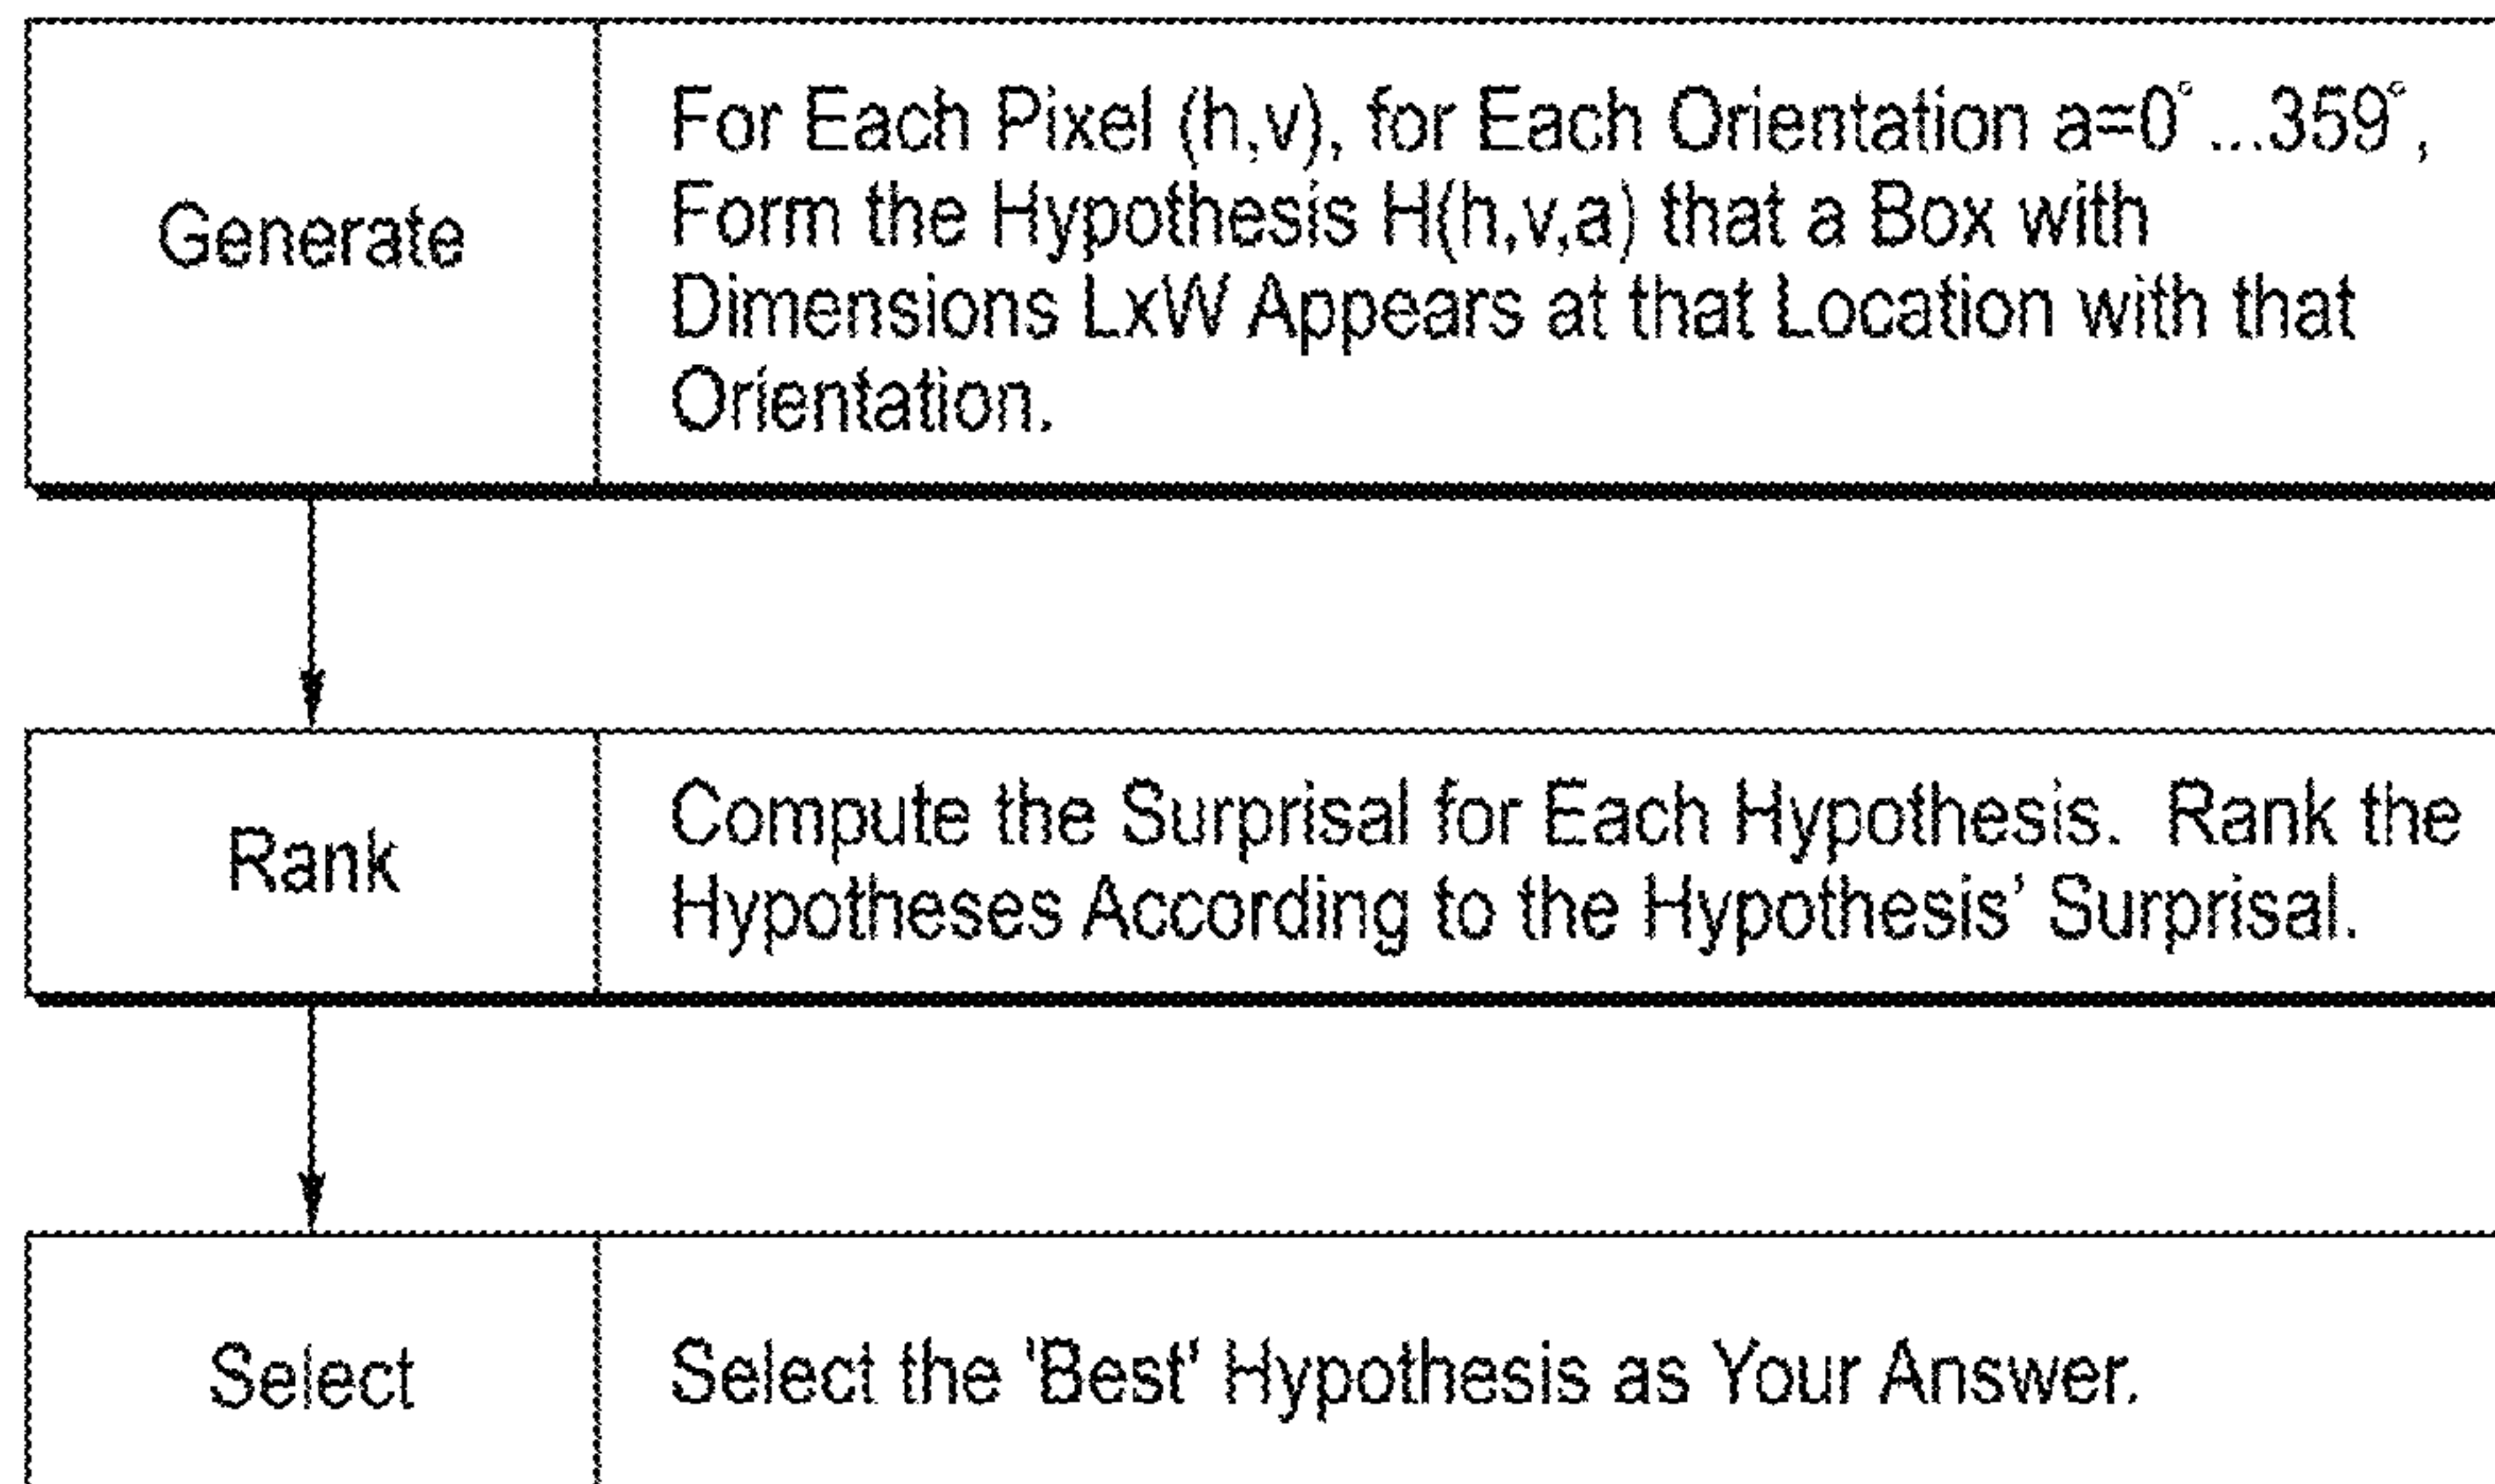 Generate
For Each Pixel (h,v), for Each Orientation a=0°...359°,
Form the Hypothesis H(h,v,a) that a Box with
Dimensions LxW Appears at that Location with that
Orientation.
Rank
Compute the Surprisal for Each Hypothesis. Rank the
Hypotheses According to the Hypothesis' Surprisal.
Select
Select the 'Best' Hypothesis as Your Answer.